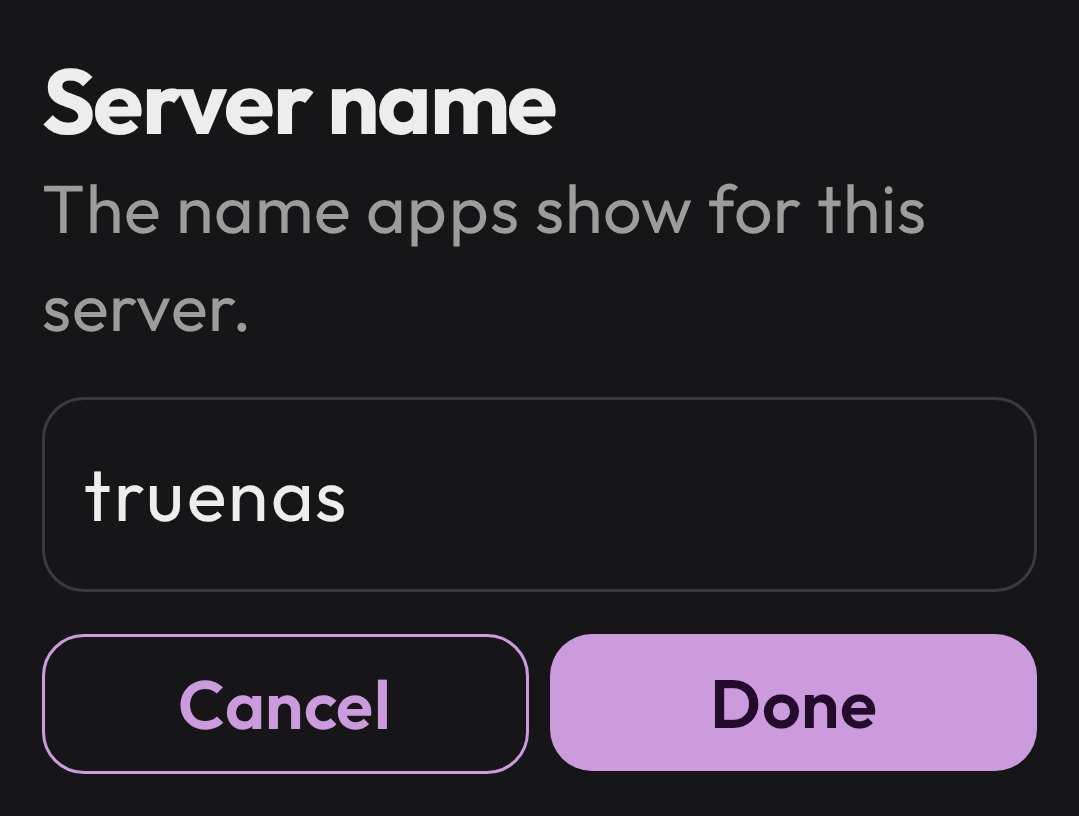 Server name
The name apps show for this
server.
truenas
Cancel
Done